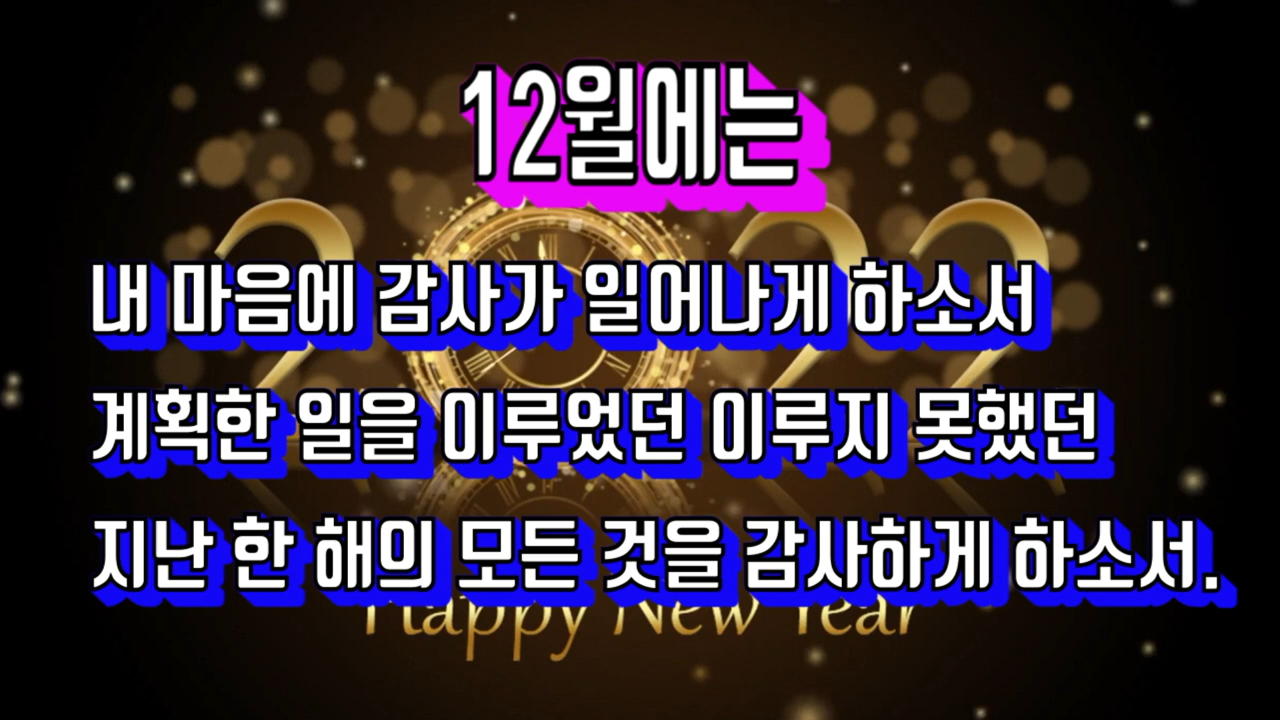 12월에는
2022
내 마음에 감사가 일어나게 하소서
계획한 일을 이루었던 이루지 못했던
지난 한 해의 모든 것을 감사하게 하소서.
Happy New Year